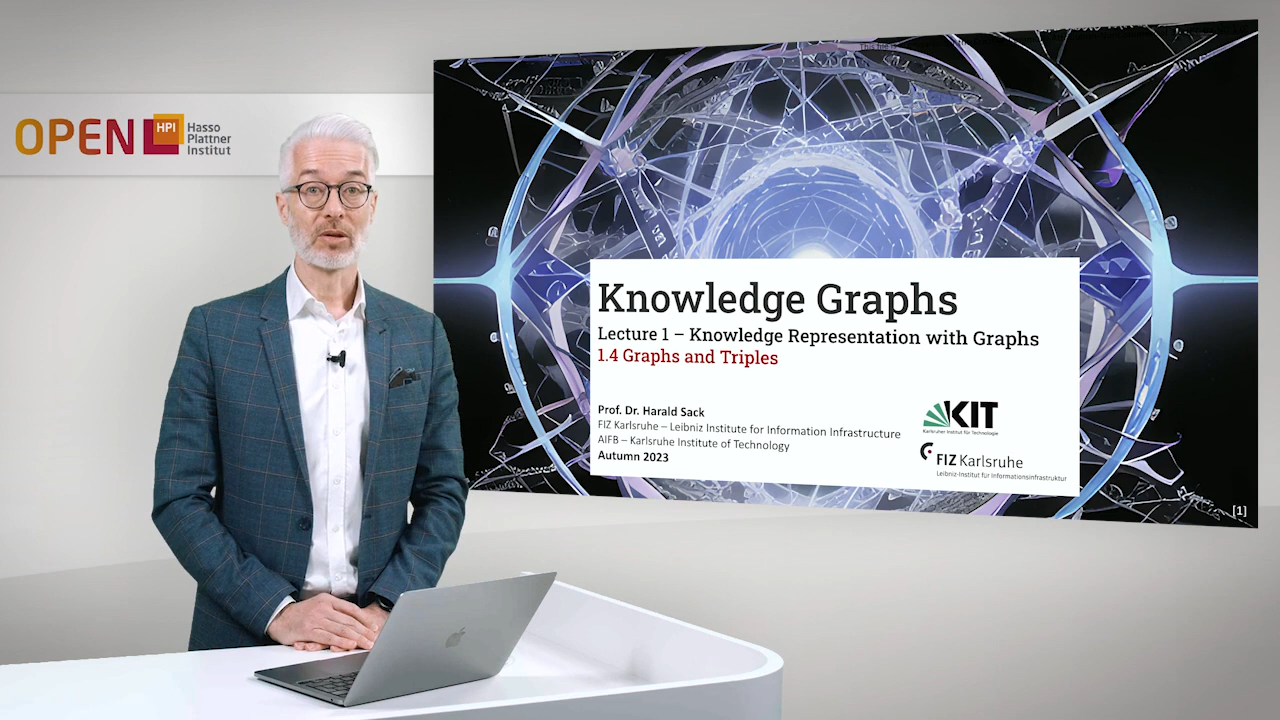 OPEN
HPI
Hasso
Plattner
Institut
Knowledge Graphs
Lecture 1 – Knowledge Representation with Graphs
1.4 Graphs and Triples
Prof. Dr. Harald Sack
FIZ Karlsruhe – Leibniz Institute for Information Infrastructure
AIFB – Karlsruhe Institute of Technology
Autumn 2023
KIT
Karlsruher Institut für Technologie
FIZ Karlsruhe
Leibniz-Institut für Informationsinfrastruktur
[1]